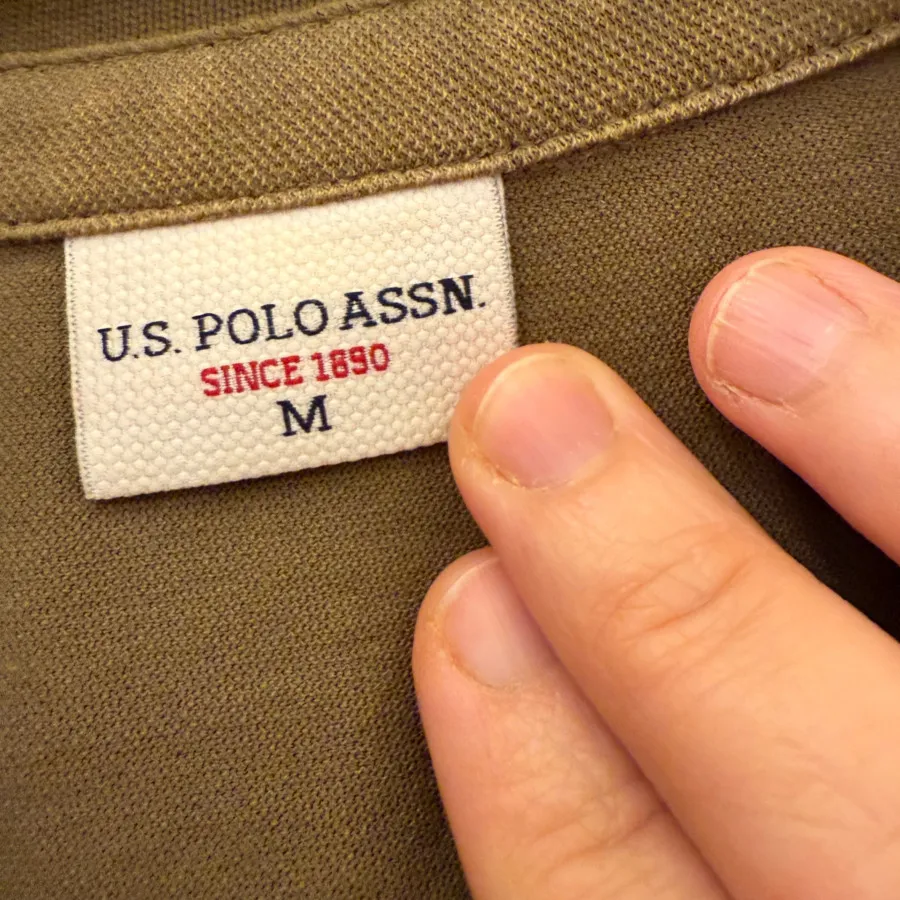 U.S. POLO ASSN.
SINCE 1890
M